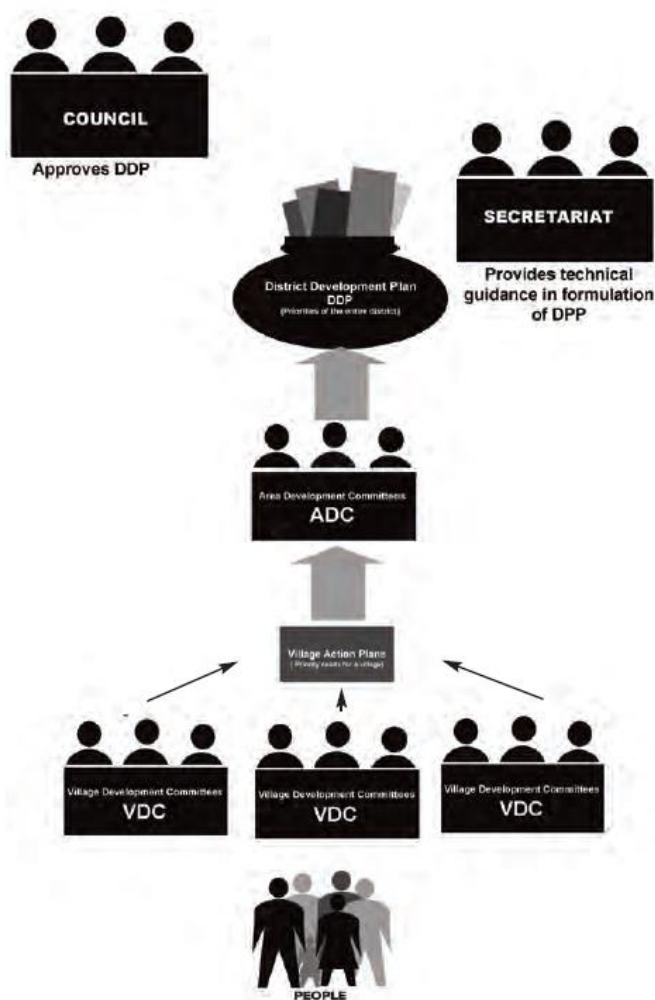 COUNCIL
Approves DDP
SECRETARIAT
Provides technical
guidance in formulation
of DPP
District Development Plan
DDP
(Priorities of the entire district)
Area Development Committees
ADC
Village Action Plans
( Priority needs for a village)
Village Development Committees
VDC
Village Development Committees
VDC
Village Development Committees
VDC
PEOPLE